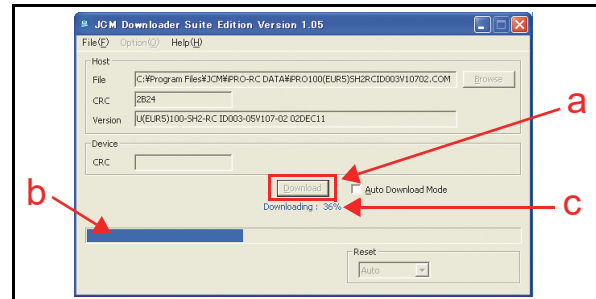 JCM Downloader Suite Edition Version 1.05
File(F) Option(O) Help(H)
Host
File C:¥Program Files¥JCM¥iPRO-RC DATA¥iPRO100(EUR5)SH2RCID003V10702.COM Browse
CRC 2B24
Version U(EUR5)100-SH2-RC ID003-05V107-02 02DEC11
Device
CRC
a
Download Auto Download Mode
b
Downloading : 36%
c
Reset
Auto